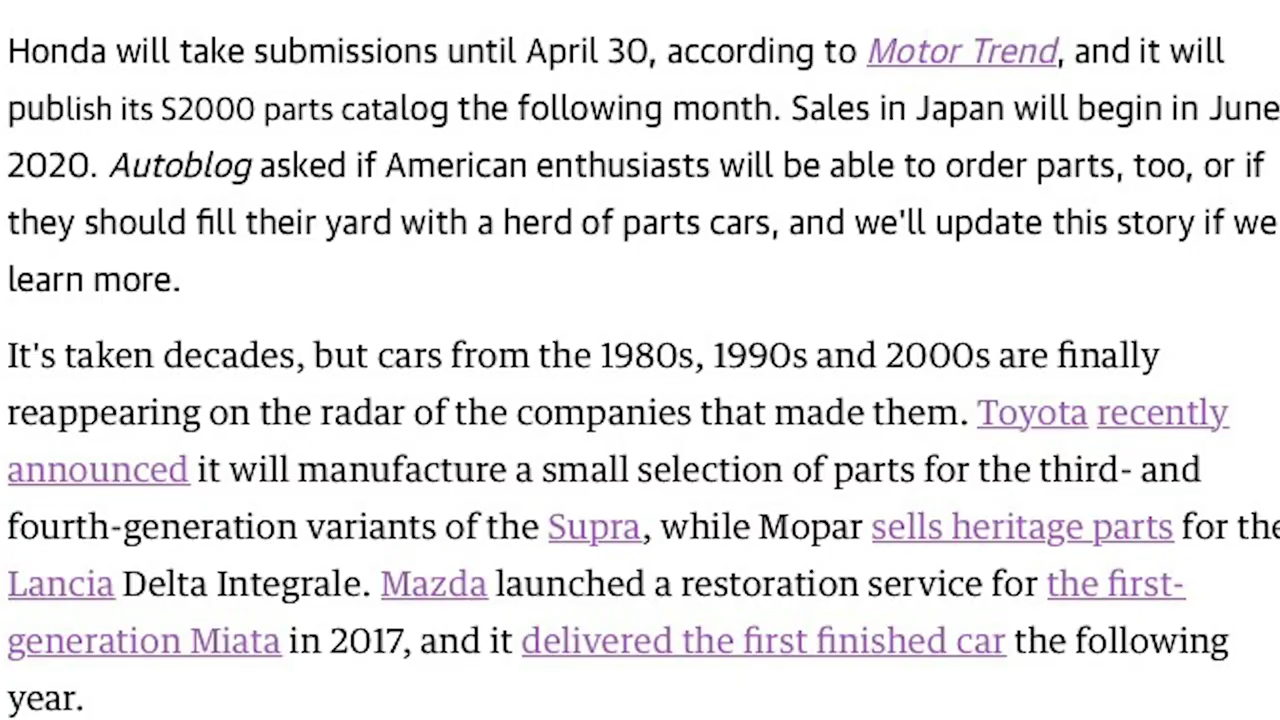 Honda will take submissions until April 30, according to Motor Trend, and it will
publish its S2000 parts catalog the following month. Sales in Japan will begin in June
2020. Autoblog asked if American enthusiasts will be able to order parts, too, or if
they should fill their yard with a herd of parts cars, and we'll update this story if we
learn more.
It's taken decades, but cars from the 1980s, 1990s and 2000s are finally
reappearing on the radar of the companies that made them. Toyota recently
announced it will manufacture a small selection of parts for the third- and
fourth-generation variants of the Supra, while Mopar sells heritage parts for the
Lancia Delta Integrale. Mazda launched a restoration service for the first-
generation Miata in 2017, and it delivered the first finished car the following
year.